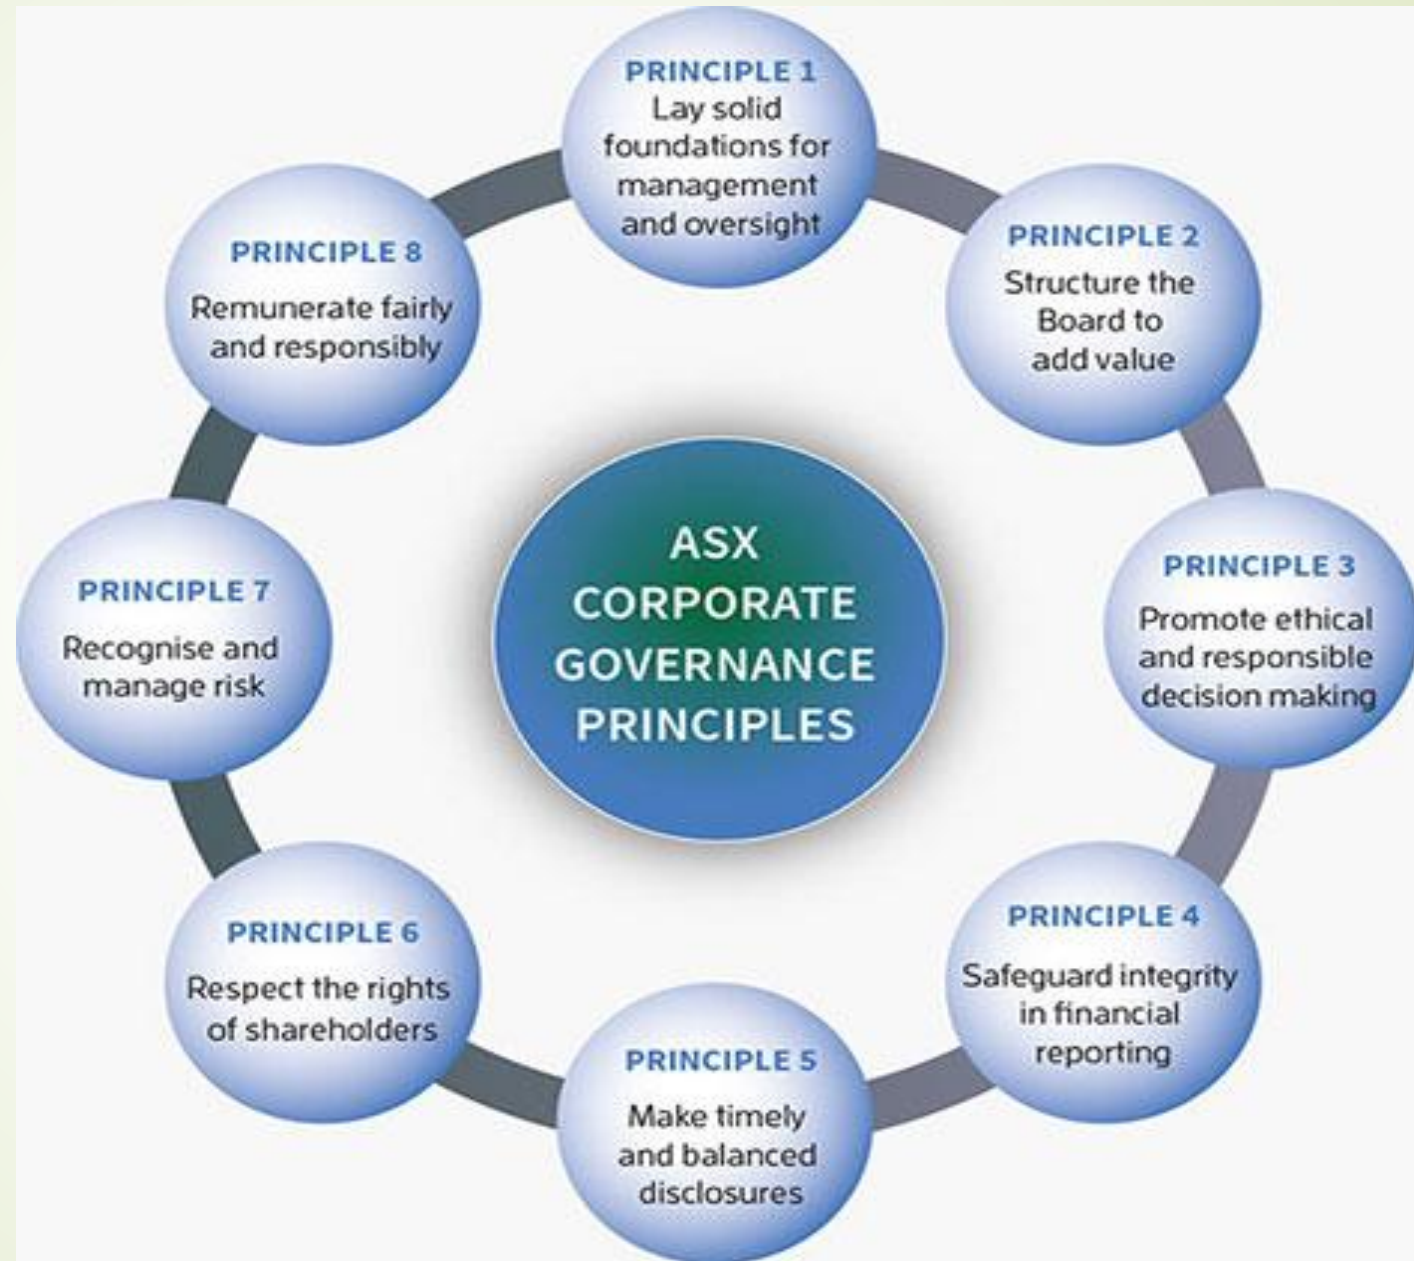 PRINCIPLE 1
Lay solid
foundations for
management
and oversight
PRINCIPLE 2
Structure the
Board to
add value
PRINCIPLE 3
Promote ethical
and responsible
decision making
PRINCIPLE 4
Safeguard integrity
in financial
reporting
PRINCIPLE 5
Make timely
and balanced
disclosures
PRINCIPLE 6
Respect the rights
of shareholders
PRINCIPLE 7
Recognise and
manage risk
PRINCIPLE 8
Remunerate fairly
and responsibly
ASX
CORPORATE
GOVERNANCE
PRINCIPLES